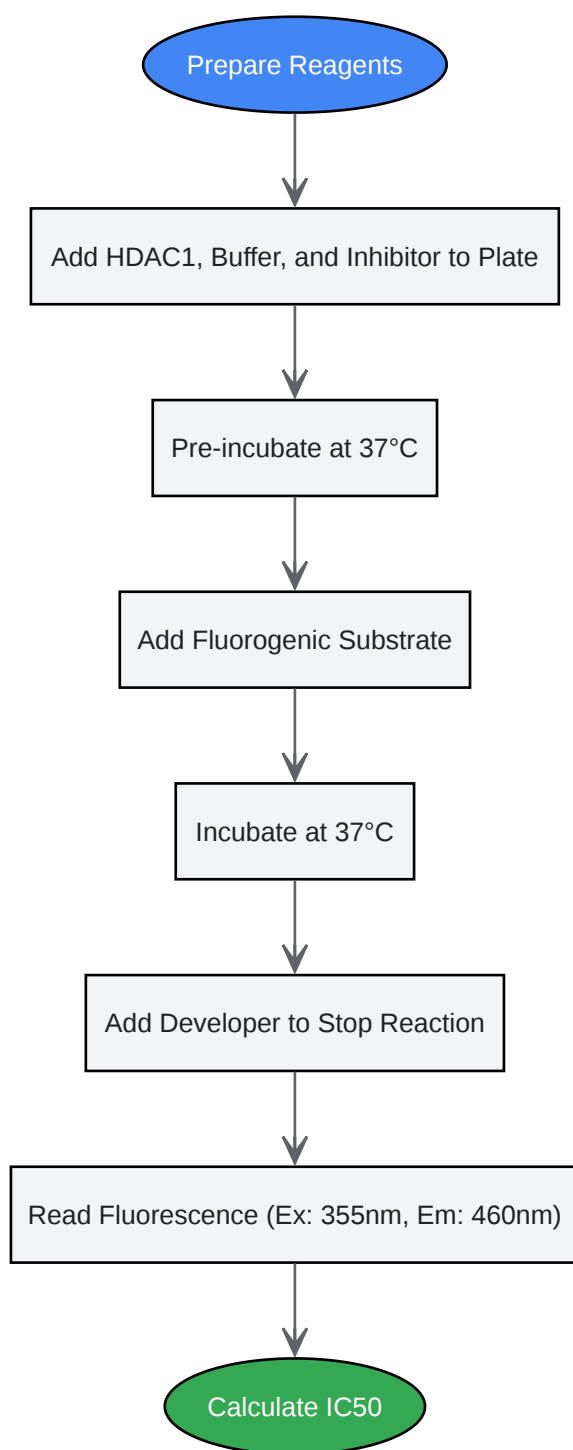 Prepare Reagents
Add HDAC1, Buffer, and Inhibitor to Plate
Pre-incubate at 37°C
Add Fluorogenic Substrate
Incubate at 37°C
Add Developer to Stop Reaction
Read Fluorescence (Ex: 355nm, Em: 460nm)
Calculate IC50